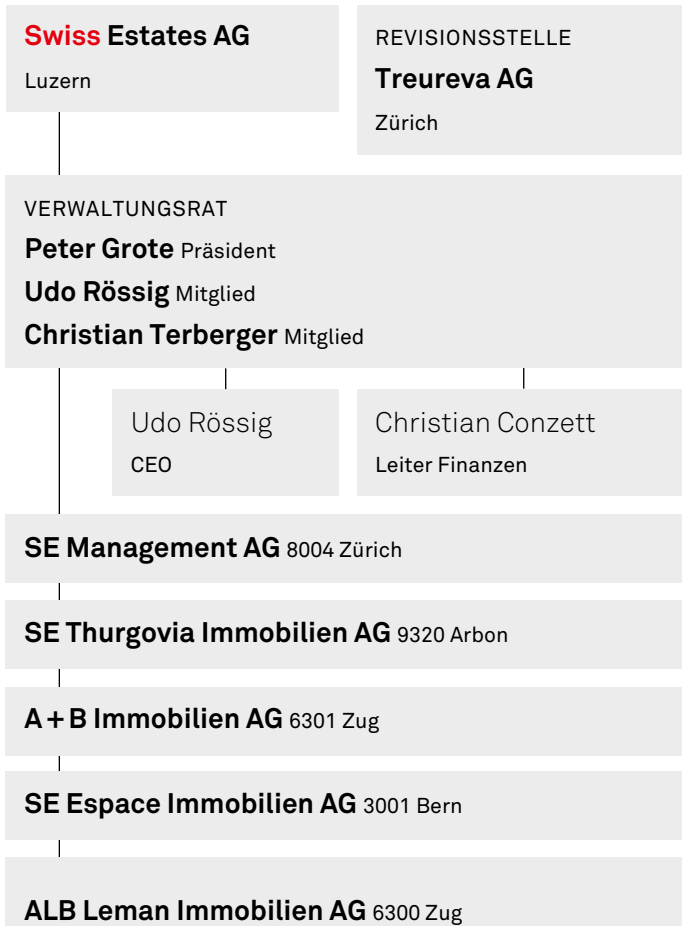 Swiss Estates AG
Luzern
REVISIONSSTELLE
Treureva AG
Zürich
VERWALTUNGSRAT
Peter Grote Präsident
Udo Rössig Mitglied
Christian Terberger Mitglied
Udo Rössig
CEO
Christian Conzett
Leiter Finanzen
SE Management AG 8004 Zürich
SE Thurgovia Immobilien AG 9320 Arbon
A+B Immobilien AG 6301 Zug
SE Espace Immobilien AG 3001 Bern
ALB Leman Immobilien AG 6300 Zug